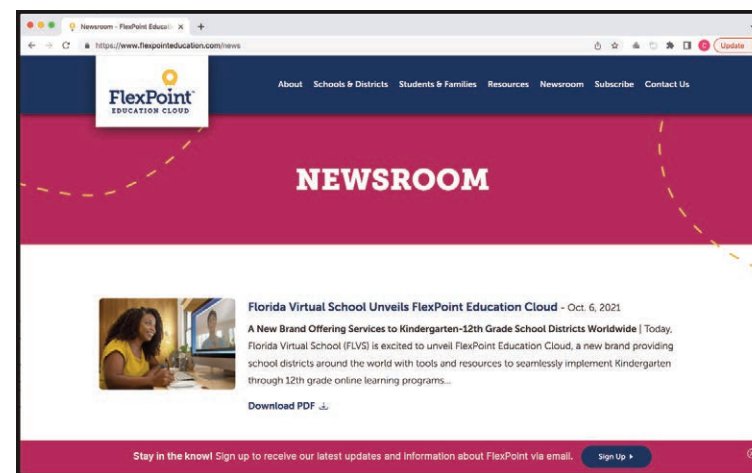 Newsroom - FlexPoint Educati
https://www.flexpointeducation.com/news
Update
FlexPoint
EDUCATION CLOUD
About Schools & Districts Students & Families Resources Newsroom Subscribe Contact Us
NEWSROOM
Florida Virtual School Unveils FlexPoint Education Cloud - Oct. 6, 2021
A New Brand Offering Services to Kindergarten-12th Grade School Districts Worldwide | Today,
Florida Virtual School (FLVS) is excited to unveil FlexPoint Education Cloud, a new brand providing
school districts around the world with tools and resources to seamlessly implement Kindergarten
through 12th grade online learning programs...
Download PDF
Stay in the know! Sign up to receive our latest updates and information about FlexPoint via email. Sign Up